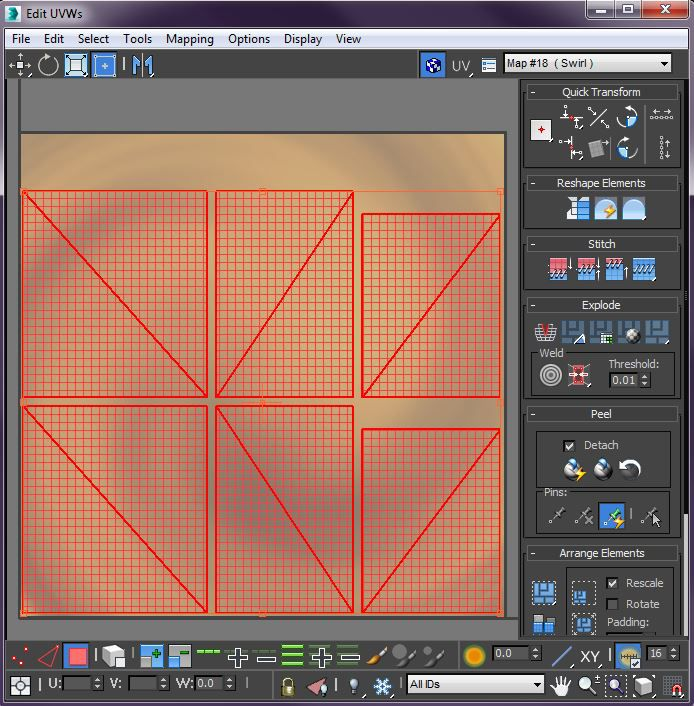 Edit UVWs
File Edit Select Tools Mapping Options Display View
UV Map #18 ( Swirl )
- Quick Transform
- Reshape Elements
- Stitch
- Explode
Weld
Threshold:
0.01
- Peel
Detach
Pins:
- Arrange Elements
Rescale
Rotate
Padding:
0.0 XY 16
U: V: W: 0.0 All IDs